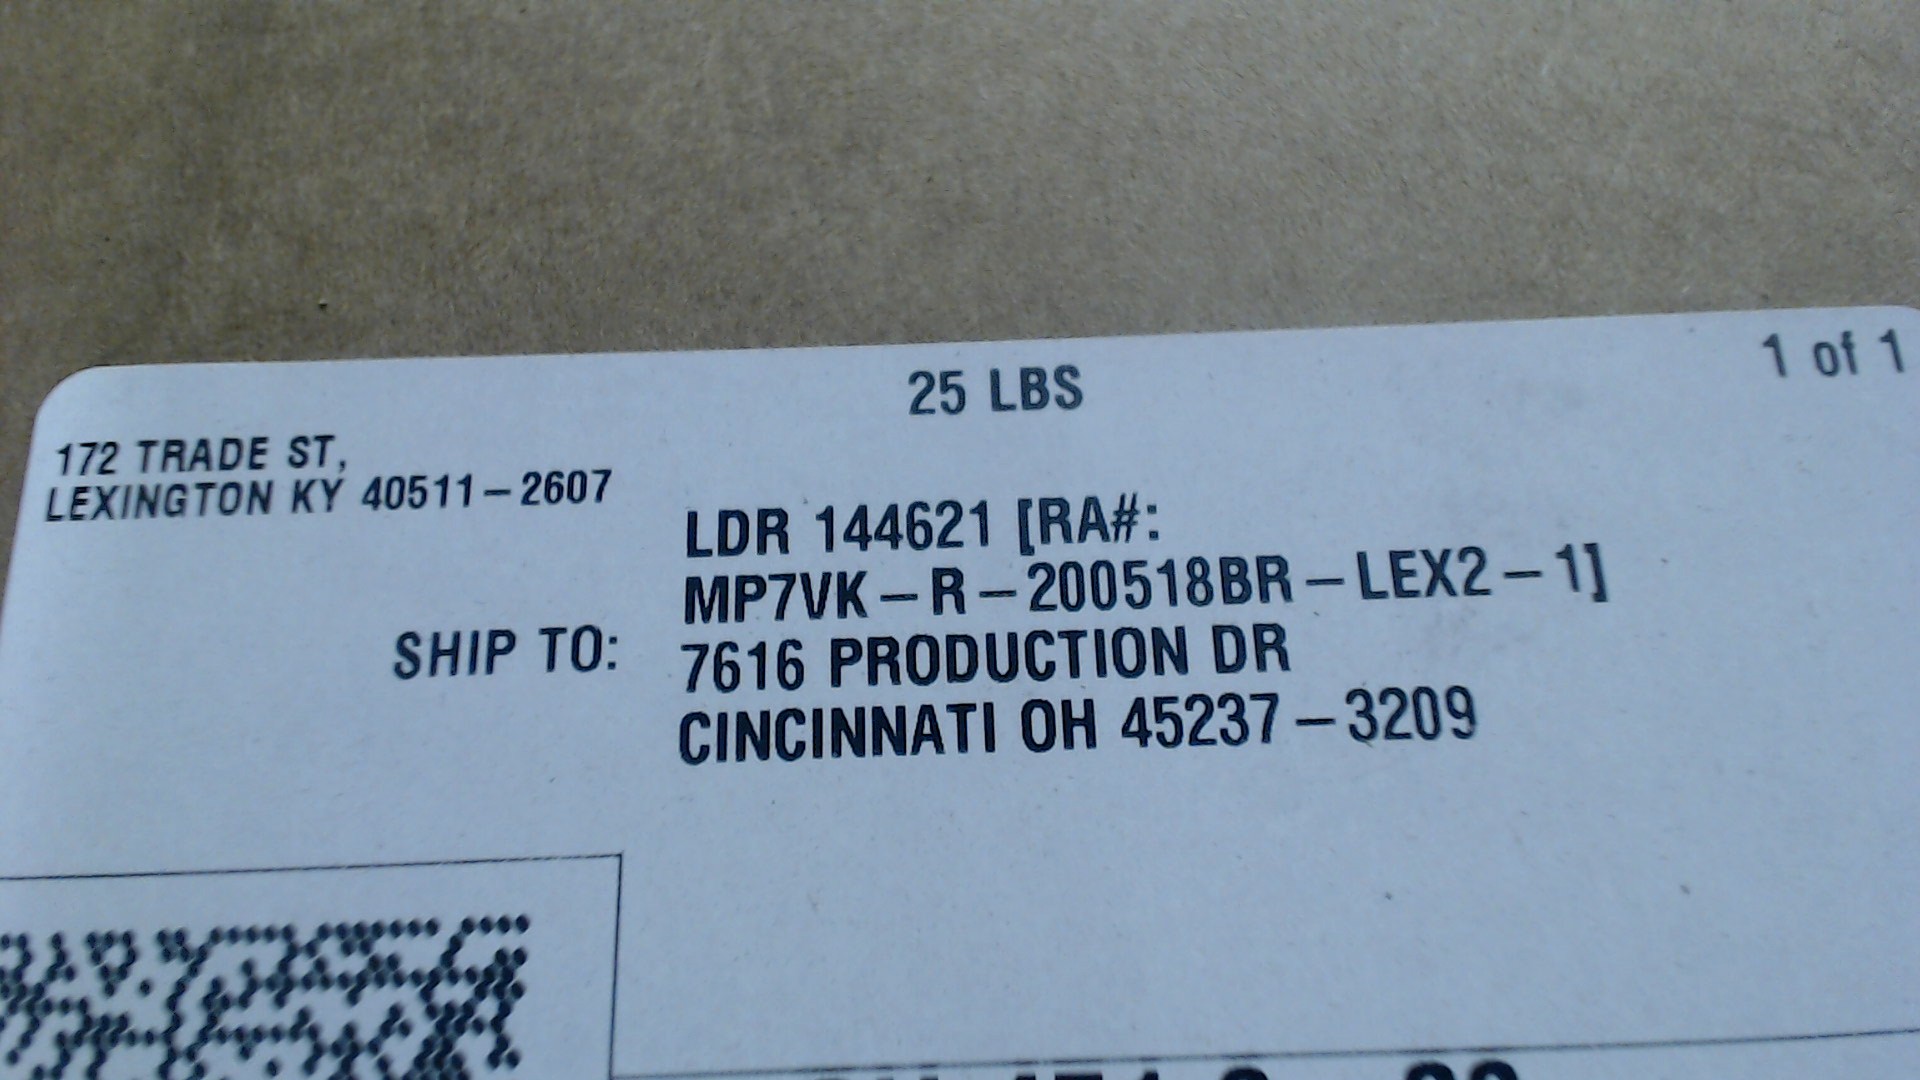 25 LBS
1 of 1
172 TRADE ST,
LEXINGTON KY 40511-2607
LDR 144621 [RA#:
MP7VK-R-200518BR-LEX2-1]
SHIP TO: 7616 PRODUCTION DR
CINCINNATI OH 45237-3209